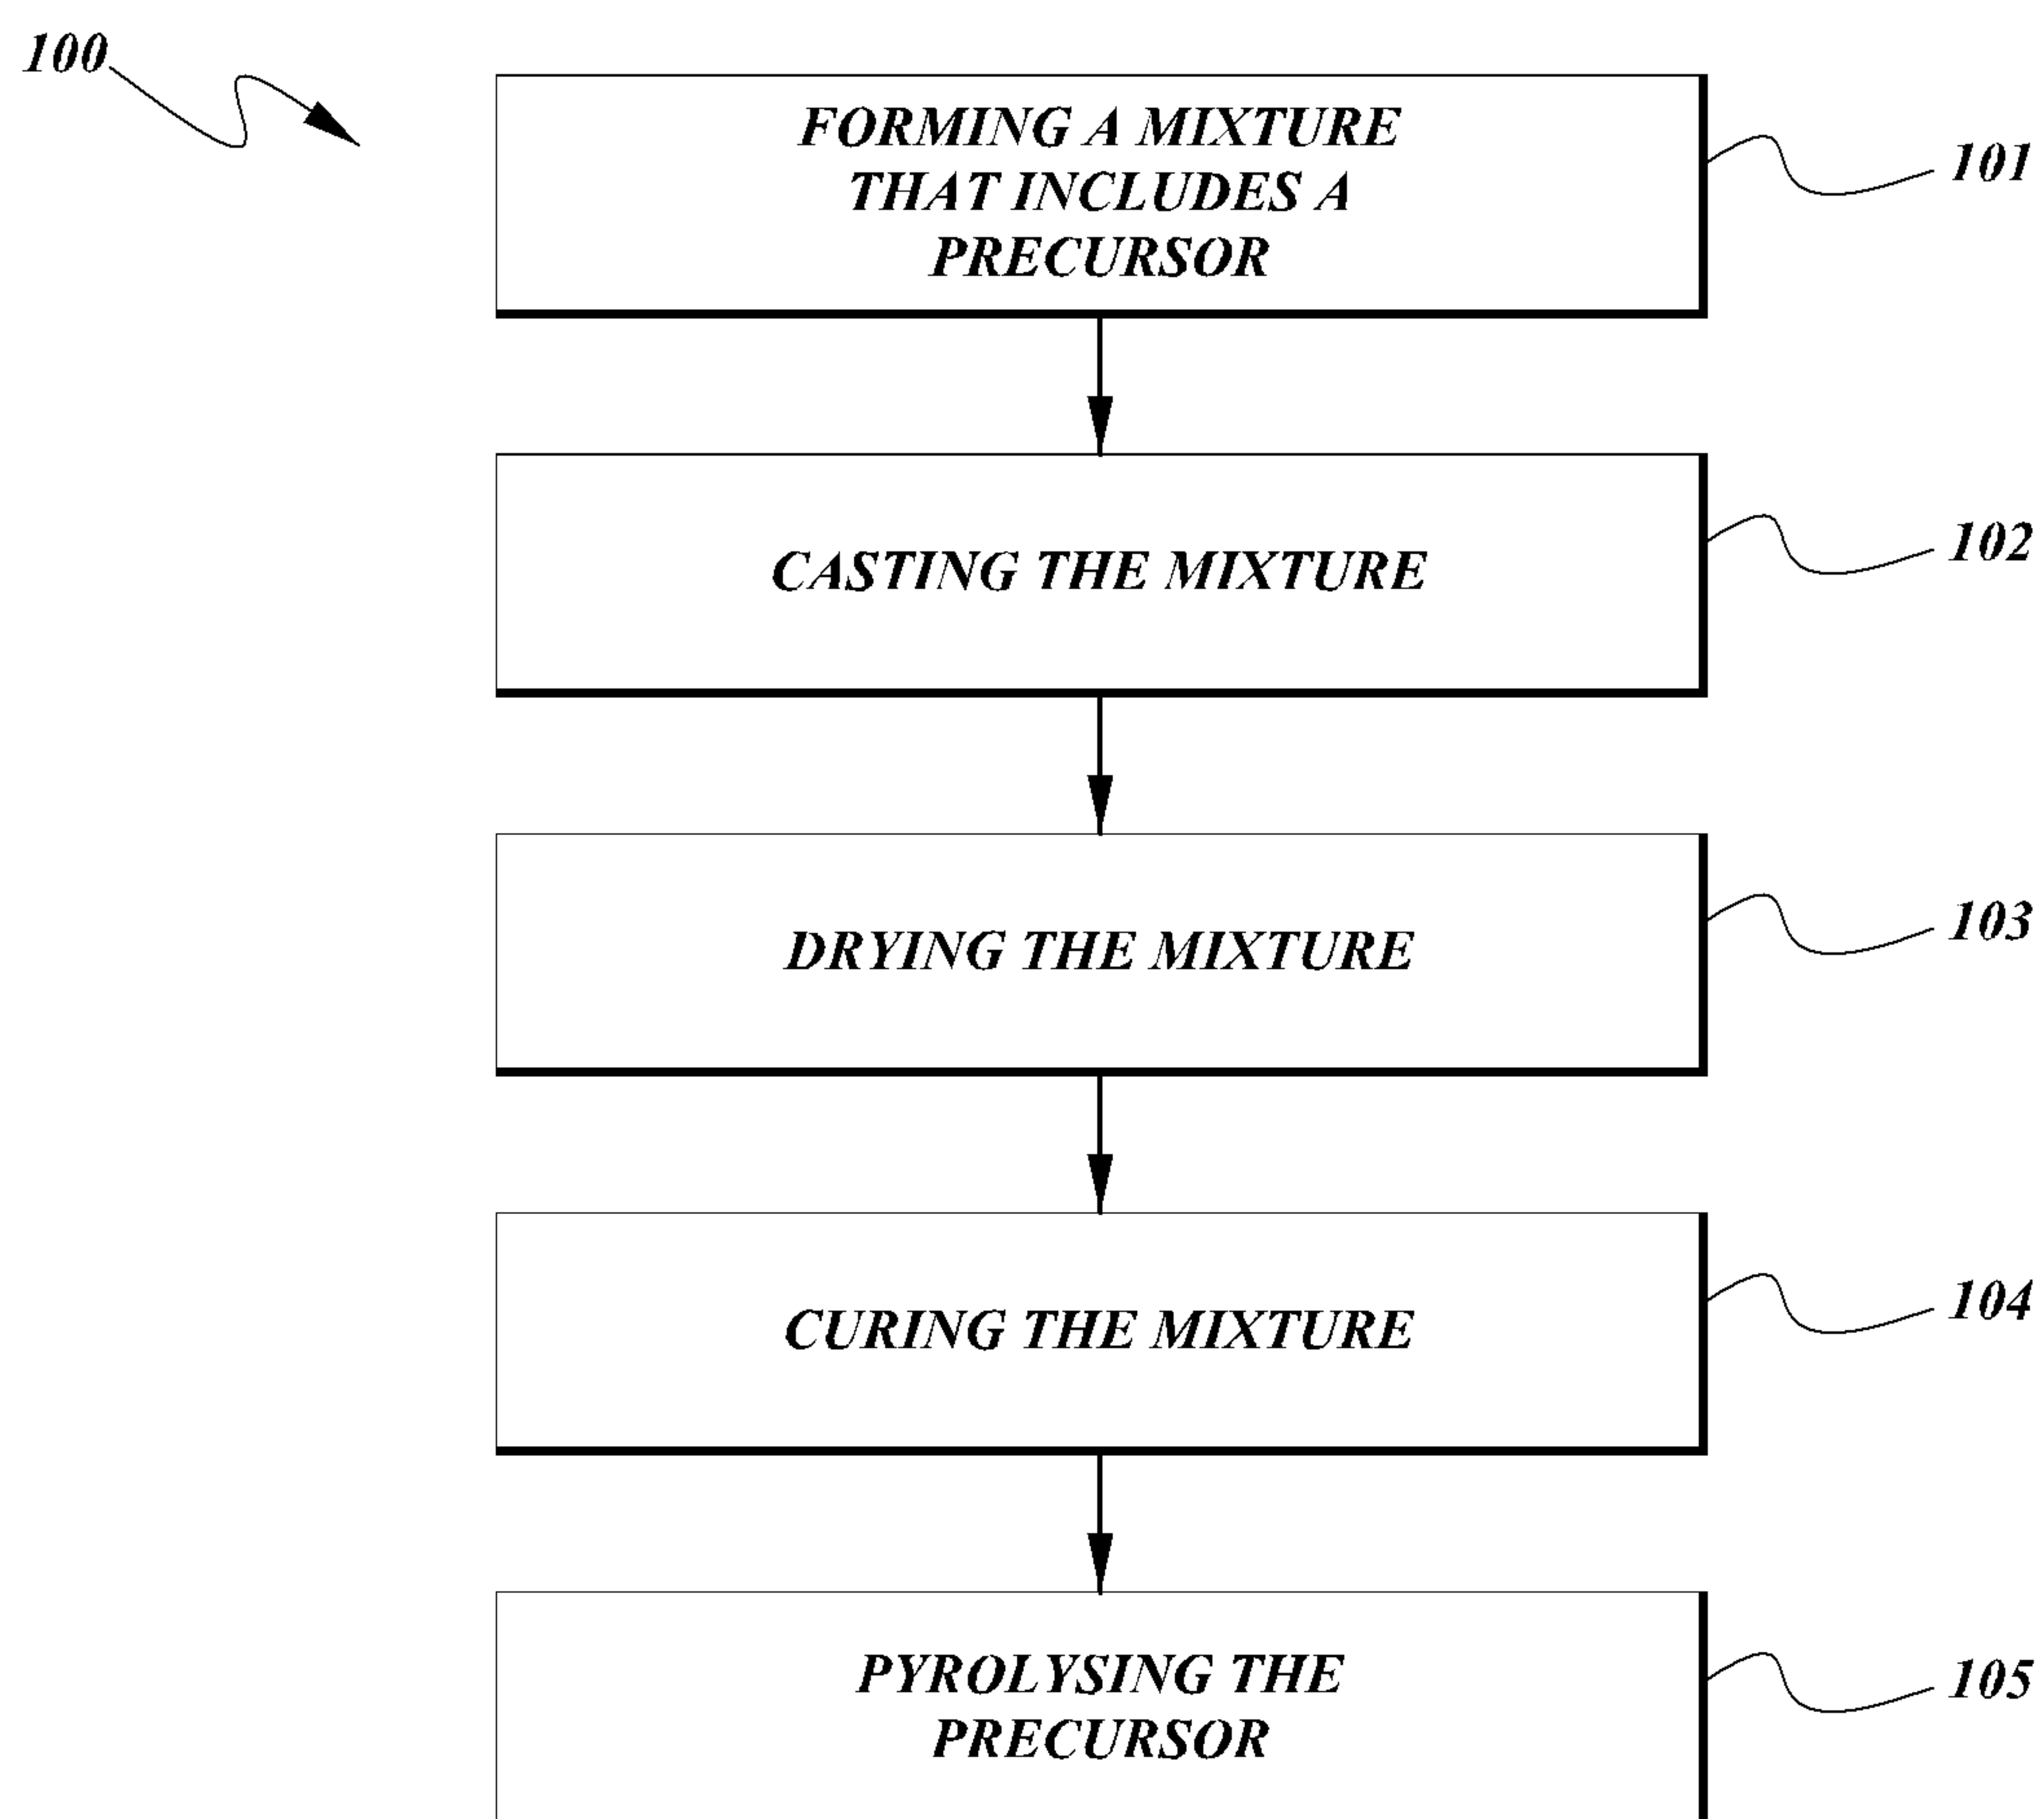 100
FORMING A MIXTURE
THAT INCLUDES A
PRECURSOR
101
CASTING THE MIXTURE
102
DRYING THE MIXTURE
103
CURING THE MIXTURE
104
PYROLYSING THE
PRECURSOR
105